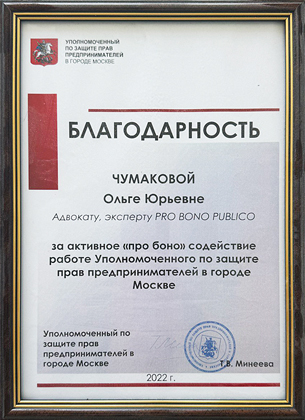 УПОЛНОМОЧЕННЫЙ
ПО ЗАЩИТЕ ПРАВ
ПРЕДПРИНИМАТЕЛЕЙ
В ГОРОДЕ МОСКВЕ
БЛАГОДАРНОСТЬ
ЧУМАКОВОЙ
Ольге Юрьевне
Адвокату, эксперту PRO BONO PUBLICO
за активное «про боно» содействие
работе Уполномоченного по защите
прав предпринимателей в городе
Москве
Уполномоченный по
защите прав
предпринимателей в
городе Москве
Т.В. Минеева
2022 г.